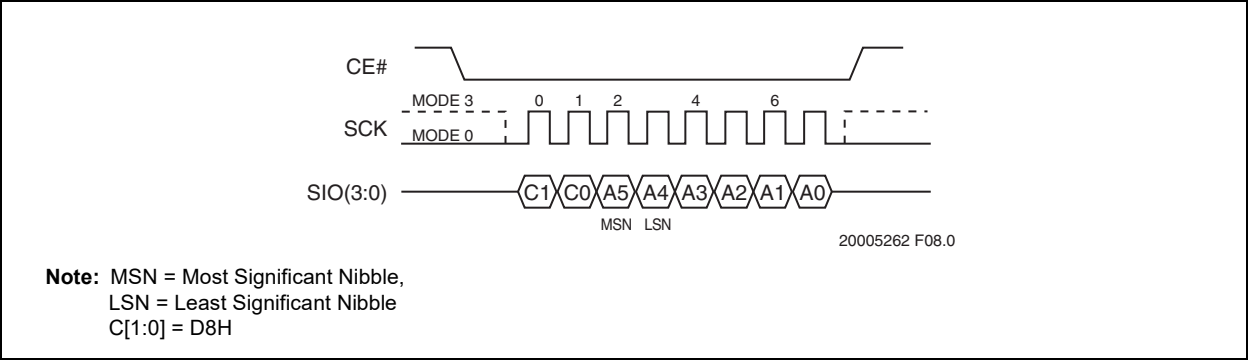 CE#
MODE 3 0 1 2 4 6
SCK
MODE 0
SIO(3:0) C1 C0 A5 A4 A3 A2 A1 A0
MSN LSN
20005262 F08.0
Note: MSN = Most Significant Nibble,
LSN = Least Significant Nibble
C[1:0] = D8H